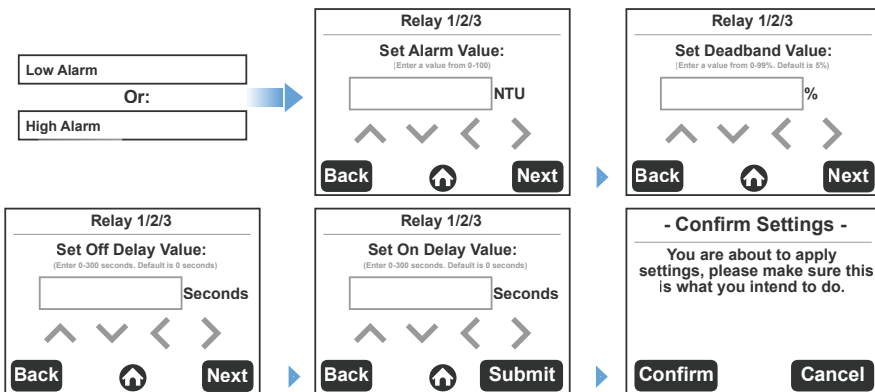 Low Alarm
Or:
High Alarm
Relay 1/2/3
Set Alarm Value:
(Enter a value from 0-100)
NTU
Back
Next
Relay 1/2/3
Set Deadband Value:
(Enter a value from 0-99%. Default is 5%)
%
Back
Next
Relay 1/2/3
Set Off Delay Value:
(Enter 0-300 seconds. Default is 0 seconds)
Seconds
Back
Next
Relay 1/2/3
Set On Delay Value:
(Enter 0-300 seconds. Default is 0 seconds)
Seconds
Back
Submit
- Confirm Settings -
You are about to apply
settings, please make sure this
is what you intend to do.
Confirm
Cancel